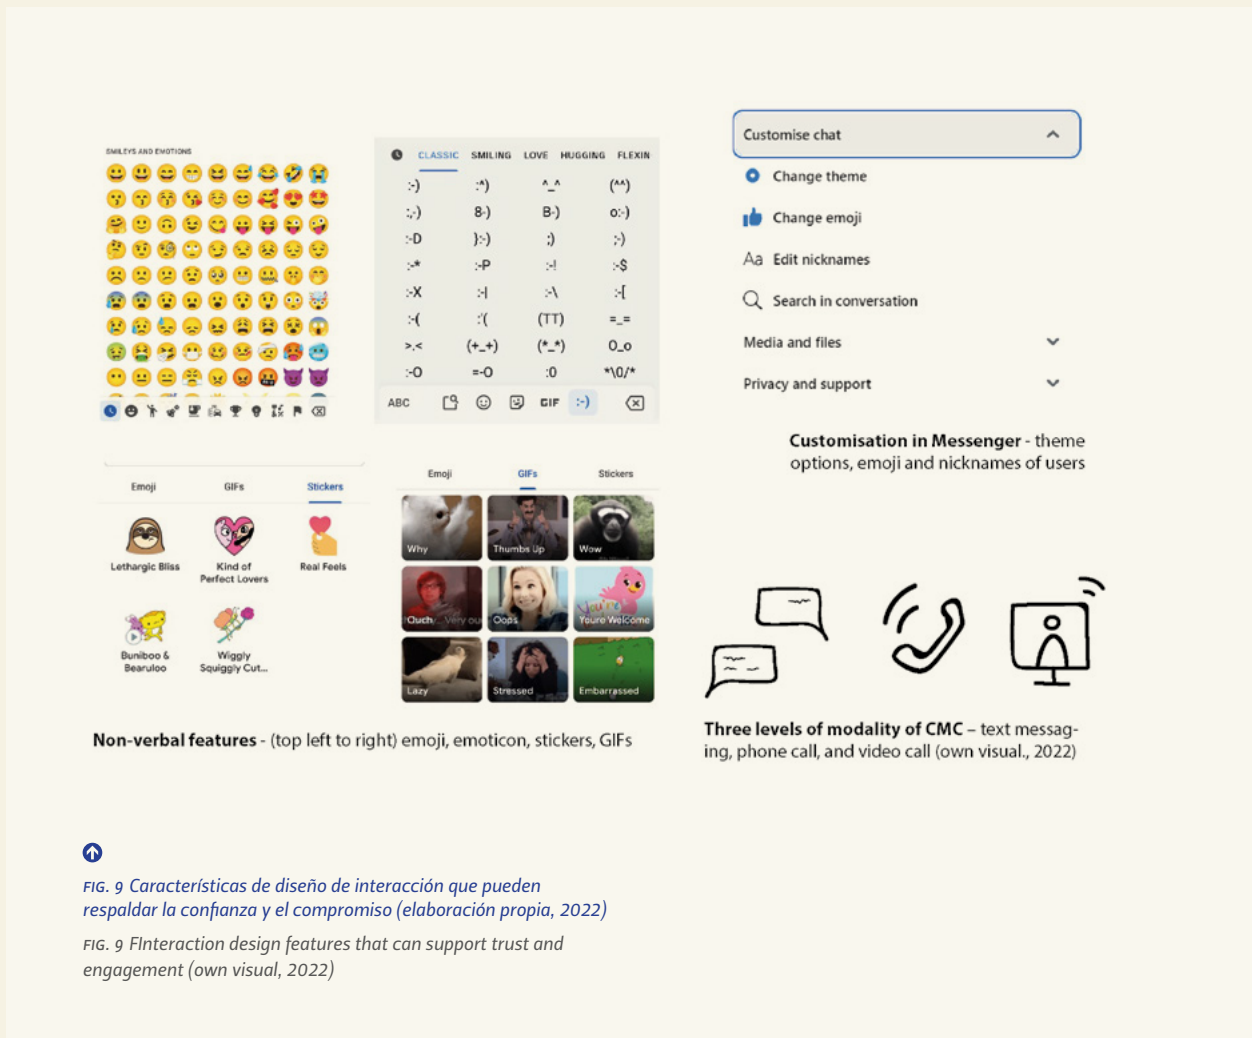 SMILEYS AND EMOTIONS
CLASSIC SMILING LOVE HUGGING FLEXIN
:-) :*) ^_^ (^^)
:,-) 8-) B-) o:-)
:-D }:-) ;) ;-)
:-* :-P :-! :-$
:-X :-| :-\ :-[
:-( :'( (TT) =_=
>.< (+_+) (*_*) O_o
:-O =-O :0 *\0/*
ABC GIF :-)
Emoji GIFs Stickers
Lethargic Bliss Kind of Real Feels
Perfect Lovers
Buniboo & Wiggly
Bearuloo Squiggly Cut...
Emoji GIFs Stickers
Why Thumbs Up Wow
Ouch Very ou Oops Youre Welcome
You're
Lazy Stressed Embarrassed
Non-verbal features - (top left to right) emoji, emoticon, stickers, GIFs
Customise chat
Change theme
Change emoji
Aa Edit nicknames
Search in conversation
Media and files
Privacy and support
Customisation in Messenger - theme
options, emoji and nicknames of users
Three levels of modality of CMC – text messag-
ing, phone call, and video call (own visual., 2022)
FIG. 9 Características de diseño de interacción que pueden
respaldar la confianza y el compromiso (elaboración propia, 2022)
FIG. 9 FInteraction design features that can support trust and
engagement (own visual, 2022)